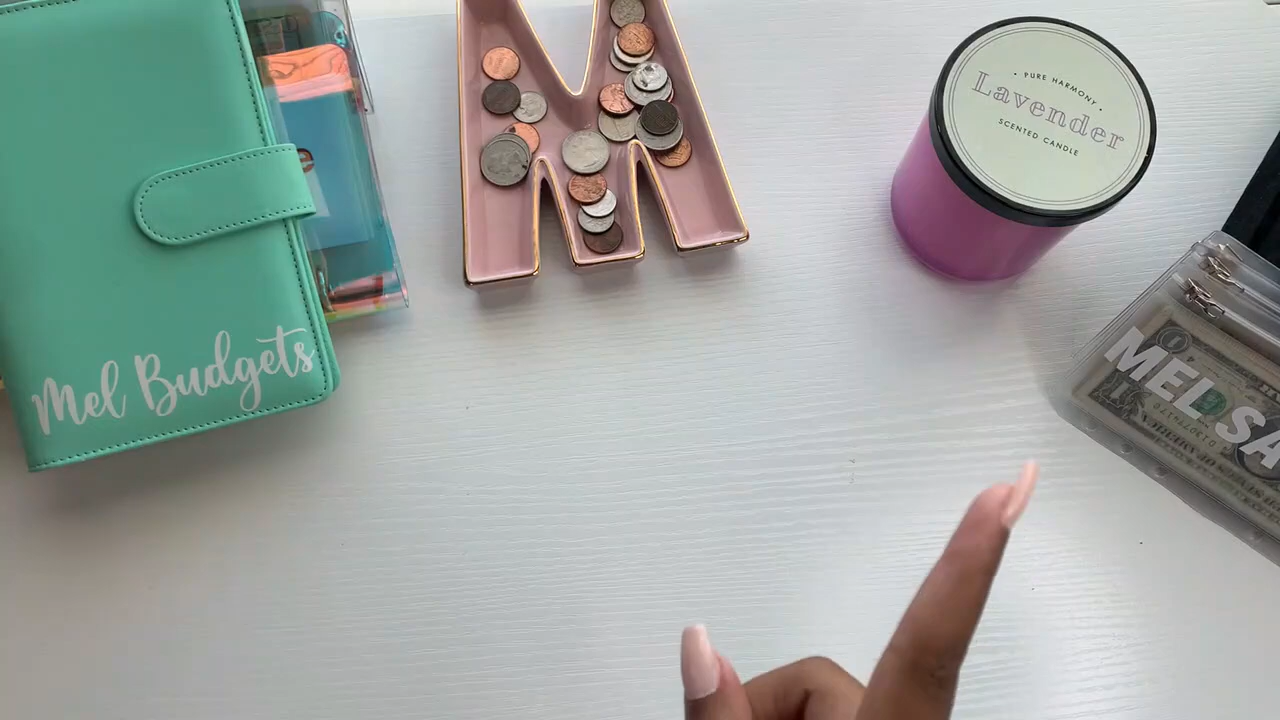 Mel Budgets
• PURE HARMONY •
Lavender
SCENTED CANDLE
MEL SA